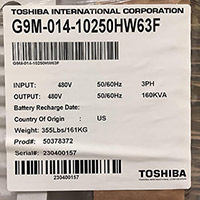 TOSHIBA INTERNATIONAL CORPORATION
G9M-014-10250HW63F
G9M-014-10250HW63F
INPUT: 480V 50/60Hz 3PH
OUTPUT: 480V 50/60Hz 160KVA
Battery Recharge Date:
Country Of Origin : US
Weight: 355Lbs/161KG
Prod# 50378372
Serial# 230400157
230400157
TOSHIBA